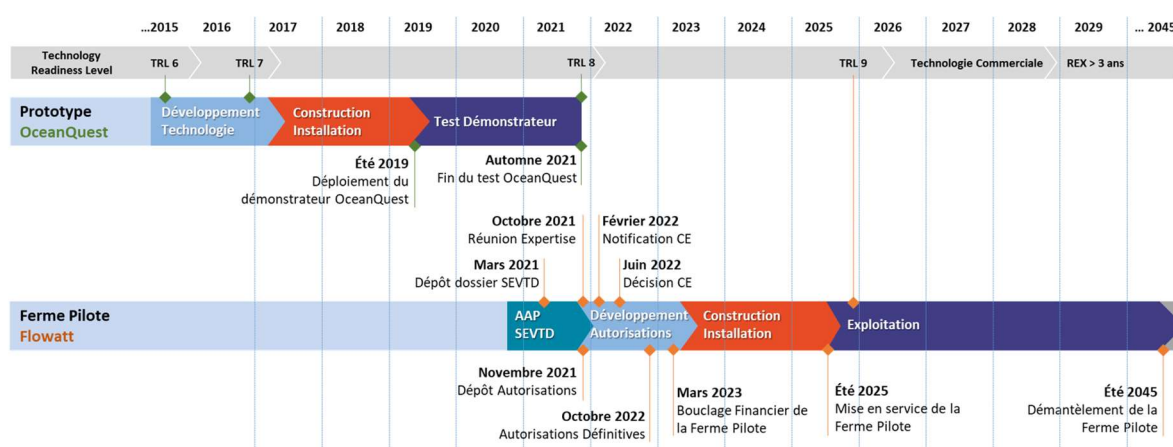 ...2015 2016 2017 2018 2019 2020 2021 2022 2023 2024 2025 2026 2027 2028 2029 ... 2045
Technology
Readiness Level
TRL 6 TRL 7 TRL 8 TRL 9 Technologie Commerciale REX > 3 ans
Prototype
OceanQuest
Développement
Technologie
Construction
Installation
Test Démonstrateur
Été 2019
Déploiement du
démonstrateur OceanQuest
Automne 2021
Fin du test OceanQuest
Octobre 2021
Réunion Expertise
Février 2022
Notification CE
Mars 2021
Dépôt dossier SEVTD
Juin 2022
Décision CE
Ferme Pilote
Flowatt
AAP
SEVTD
Développement
Autorisations
Construction
Installation
Exploitation
Novembre 2021
Dépôt Autorisations
Octobre 2022
Autorisations Définitives
Mars 2023
Bouclage Financier de
la Ferme Pilote
Été 2025
Mise en service de la
Ferme Pilote
Été 2045
Démantèlement de la
Ferme Pilote